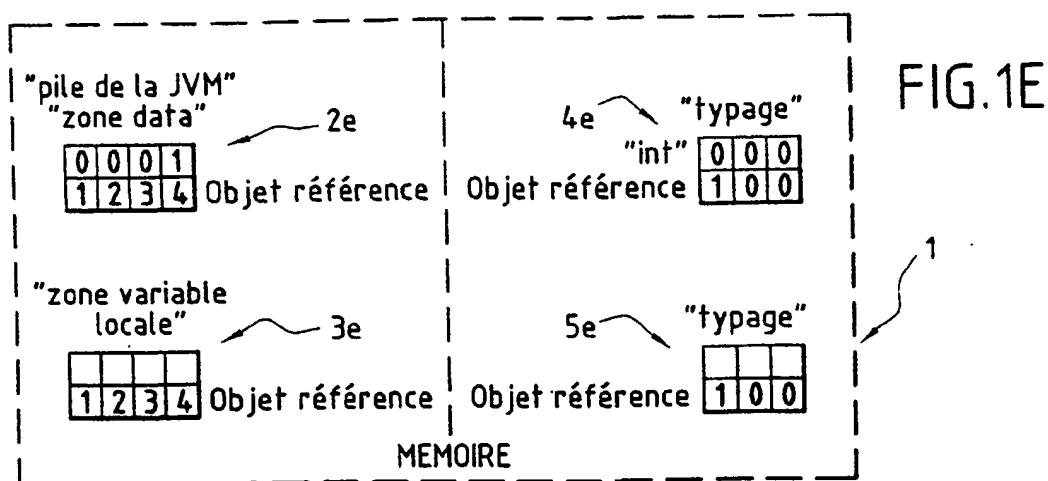 FIG.1E
"pile de la JVM"
"zone data"
2e
0 0 0 1
1 2 3 4 Objet référence
4e
"typage"
"int" 0 0 0
Objet référence 1 0 0
1
"zone variable
locale"
3e
1 2 3 4 Objet référence
5e
"typage"
Objet référence 1 0 0
MEMOIRE